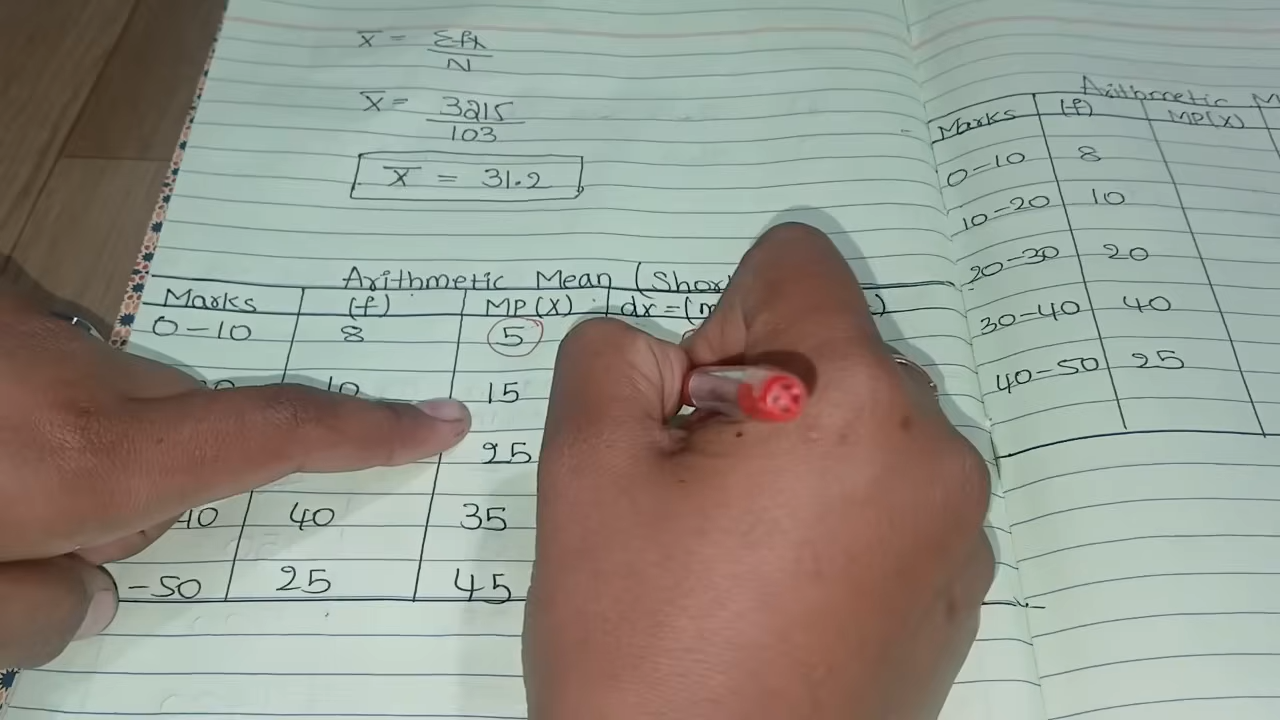 x̄ = Σfx
N
x̄ = 3215
103
x̄ = 31.2
Arithmetic Mean (Shor
Marks (f) MP(X) dx = (m )
0-10 8 5
10 15
25
40 40 35
-50 25 45
Arithmetic M
Marks (f) MP(X)
0-10 8
10-20 10
20-30 20
30-40 40
40-50 25